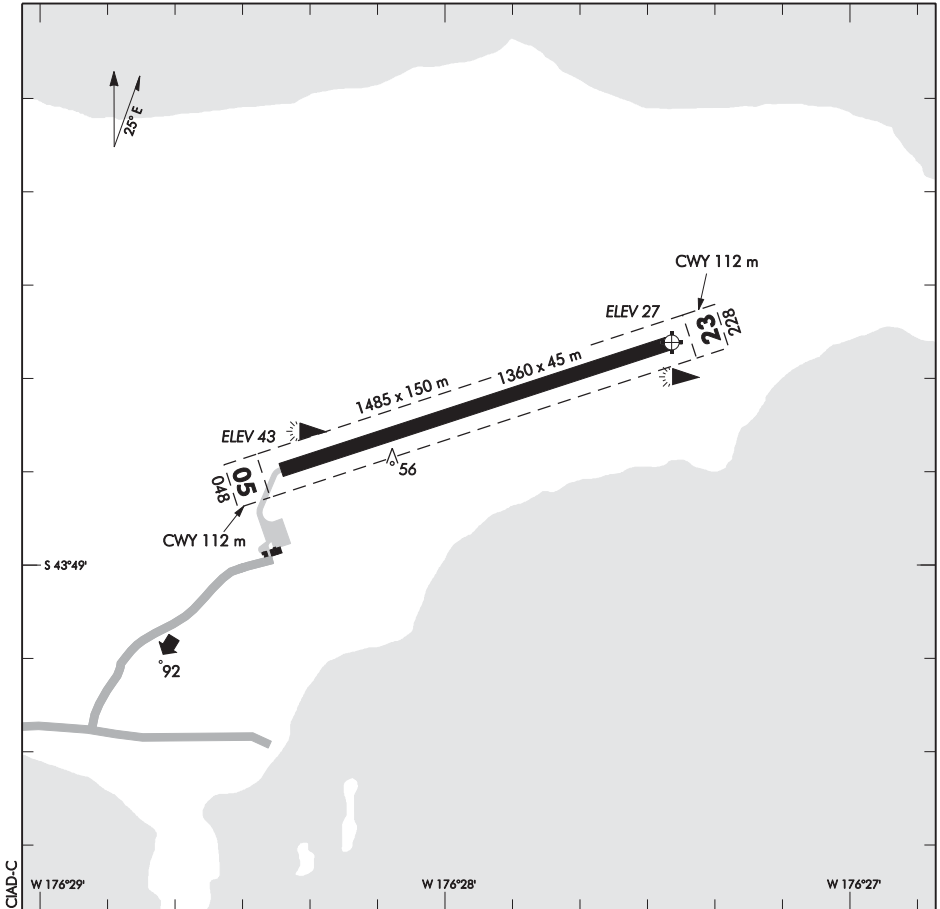 25° E
CWY 112 m
ELEV 27
23
228
1360 x 45 m
1485 x 150 m
ELEV 43
56
05
048
CWY 112 m
S 43°49'
92
CIAD-C
W 176°29'
W 176°28'
W 176°27'